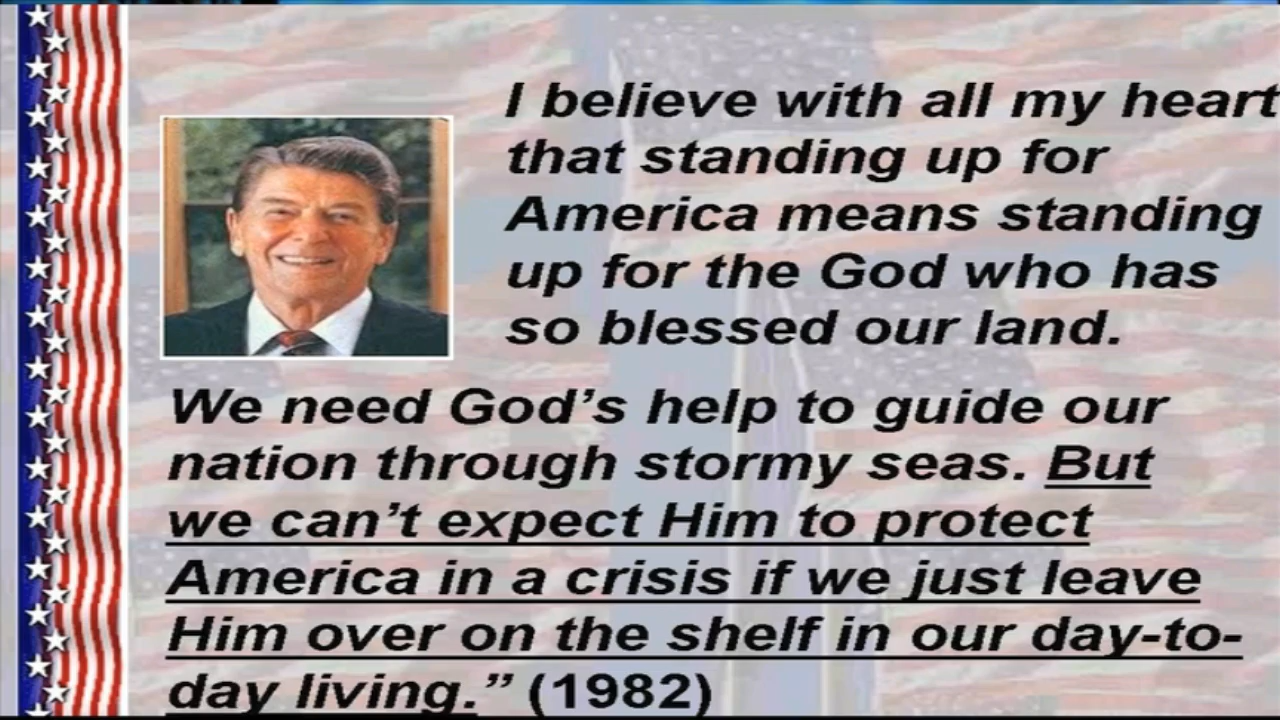 I believe with all my heart
that standing up for
America means standing
up for the God who has
so blessed our land.
We need God’s help to guide our
nation through stormy seas. But
we can’t expect Him to protect
America in a crisis if we just leave
Him over on the shelf in our day-to-
day living.” (1982)